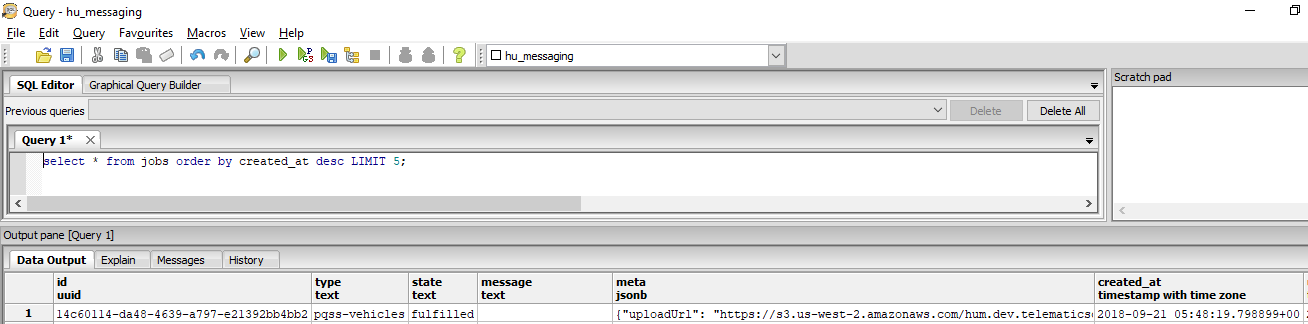 Query - hu_messaging
File Edit Query Favourites Macros View Help
hu_messaging
SQL Editor Graphical Query Builder
Scratch pad
Previous queries Delete Delete All
Query 1*
select * from jobs order by created_at desc LIMIT 5;
Output pane [Query 1]
Data Output Explain Messages History
id type state message meta created_at
uuid text text text jsonb timestamp with time zone
1 14c60114-da48-4639-a797-e21392bb4bb2 pqss-vehicles fulfilled {"uploadUrl": "https://s3.us-west-2.amazonaws.com/hum.dev.telematics 2018-09-21 05:48:19.798899+00